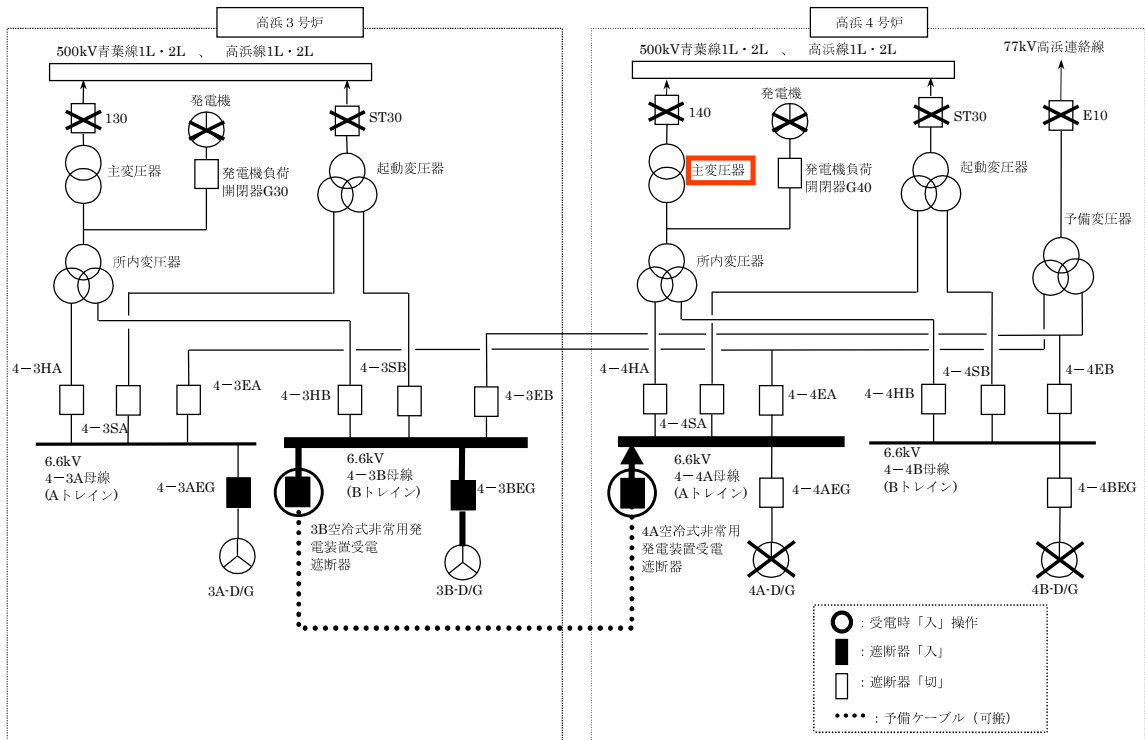 高浜３号炉
500kV青葉線1L・2L　、　高浜線1L・2L
130
発電機
ST30
主変圧器
発電機負荷
開閉器G30
起動変圧器
所内変圧器
4－3HA
4－3SA
4－3EA
4－3HB
4－3SB
4－3EB
6.6kV
4－3A母線
(Aトレイン)
4－3AEG
3A-D/G
6.6kV
4－3B母線
(Bトレイン)
4－3BEG
3B-D/G
3B空冷式非常用発
電装置受電
遮断器
高浜４号炉
500kV青葉線1L・2L　、　高浜線1L・2L
77kV高浜連絡線
140
発電機
ST30
E10
主変圧器
発電機負荷
開閉器G40
起動変圧器
予備変圧器
所内変圧器
4－4HA
4－4SA
4－4EA
4－4HB
4－4SB
4－4EB
6.6kV
4－4A母線
(Aトレイン)
4－4AEG
4A-D/G
6.6kV
4－4B母線
(Bトレイン)
4－4BEG
4B-D/G
4A空冷式非常用
発電装置受電
遮断器
：受電時「入」操作
：遮断器「入」
：遮断器「切」
：予備ケーブル（可搬）